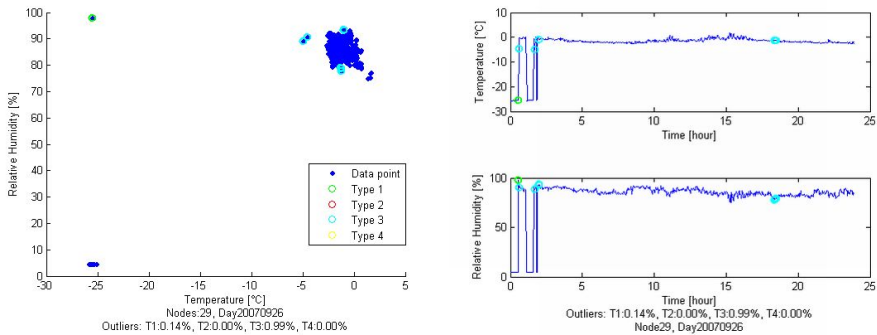 100
90
80
70
60
50
40
30
20
10
0
Relative Humidity [%]
-30
-25
-20
-15
-10
-5
0
5
Temperature [°C]
Nodes:29, Day20070926
Outliers: T1:0.14%, T2:0.00%, T3:0.99%, T4:0.00%
Data point
Type 1
Type 2
Type 3
Type 4
10
0
-10
-20
-30
Temperature [°C]
0
5
10
15
20
25
Time [hour]
100
50
0
Relative Humidity [%]
0
5
10
15
20
25
Time [hour]
Outliers: T1:0.14%, T2:0.00%, T3:0.99%, T4:0.00%
Node29, Day20070926